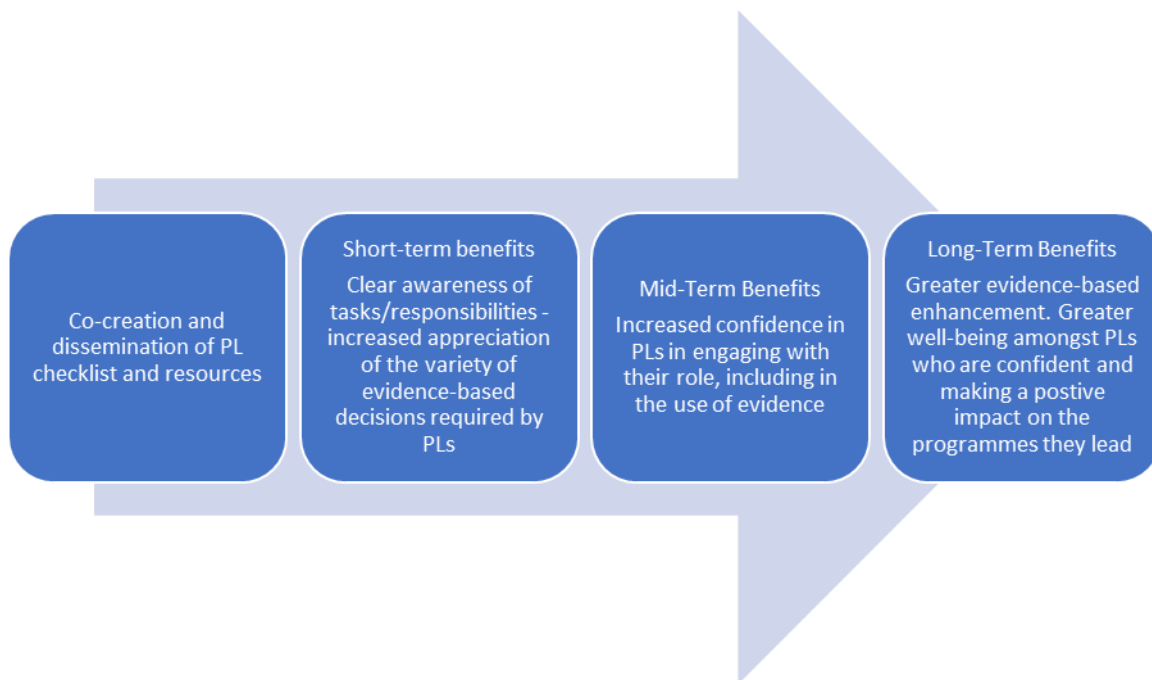 Co-creation and
dissemination of PL
checklist and resources
Short-term benefits
Clear awareness of
tasks/responsibilities -
increased appreciation
of the variety of
evidence-based
decisions required by
PLs
Mid-Term Benefits
Increased confidence in
PLs in engaging with
their role, including in
the use of evidence
Long-Term Benefits
Greater evidence-based
enhancement. Greater
well-being amongst PLs
who are confident and
making a postive
impact on the
programmes they lead